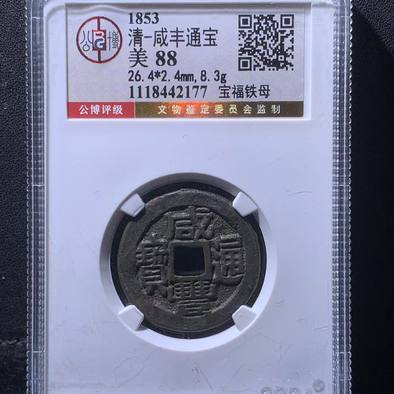 1853
清-咸丰通宝
美 88
26.4*2.4mm,8.3g
1118442177 宝福铁母
公博评级 文物鉴定委员会监制
咸豐通寶